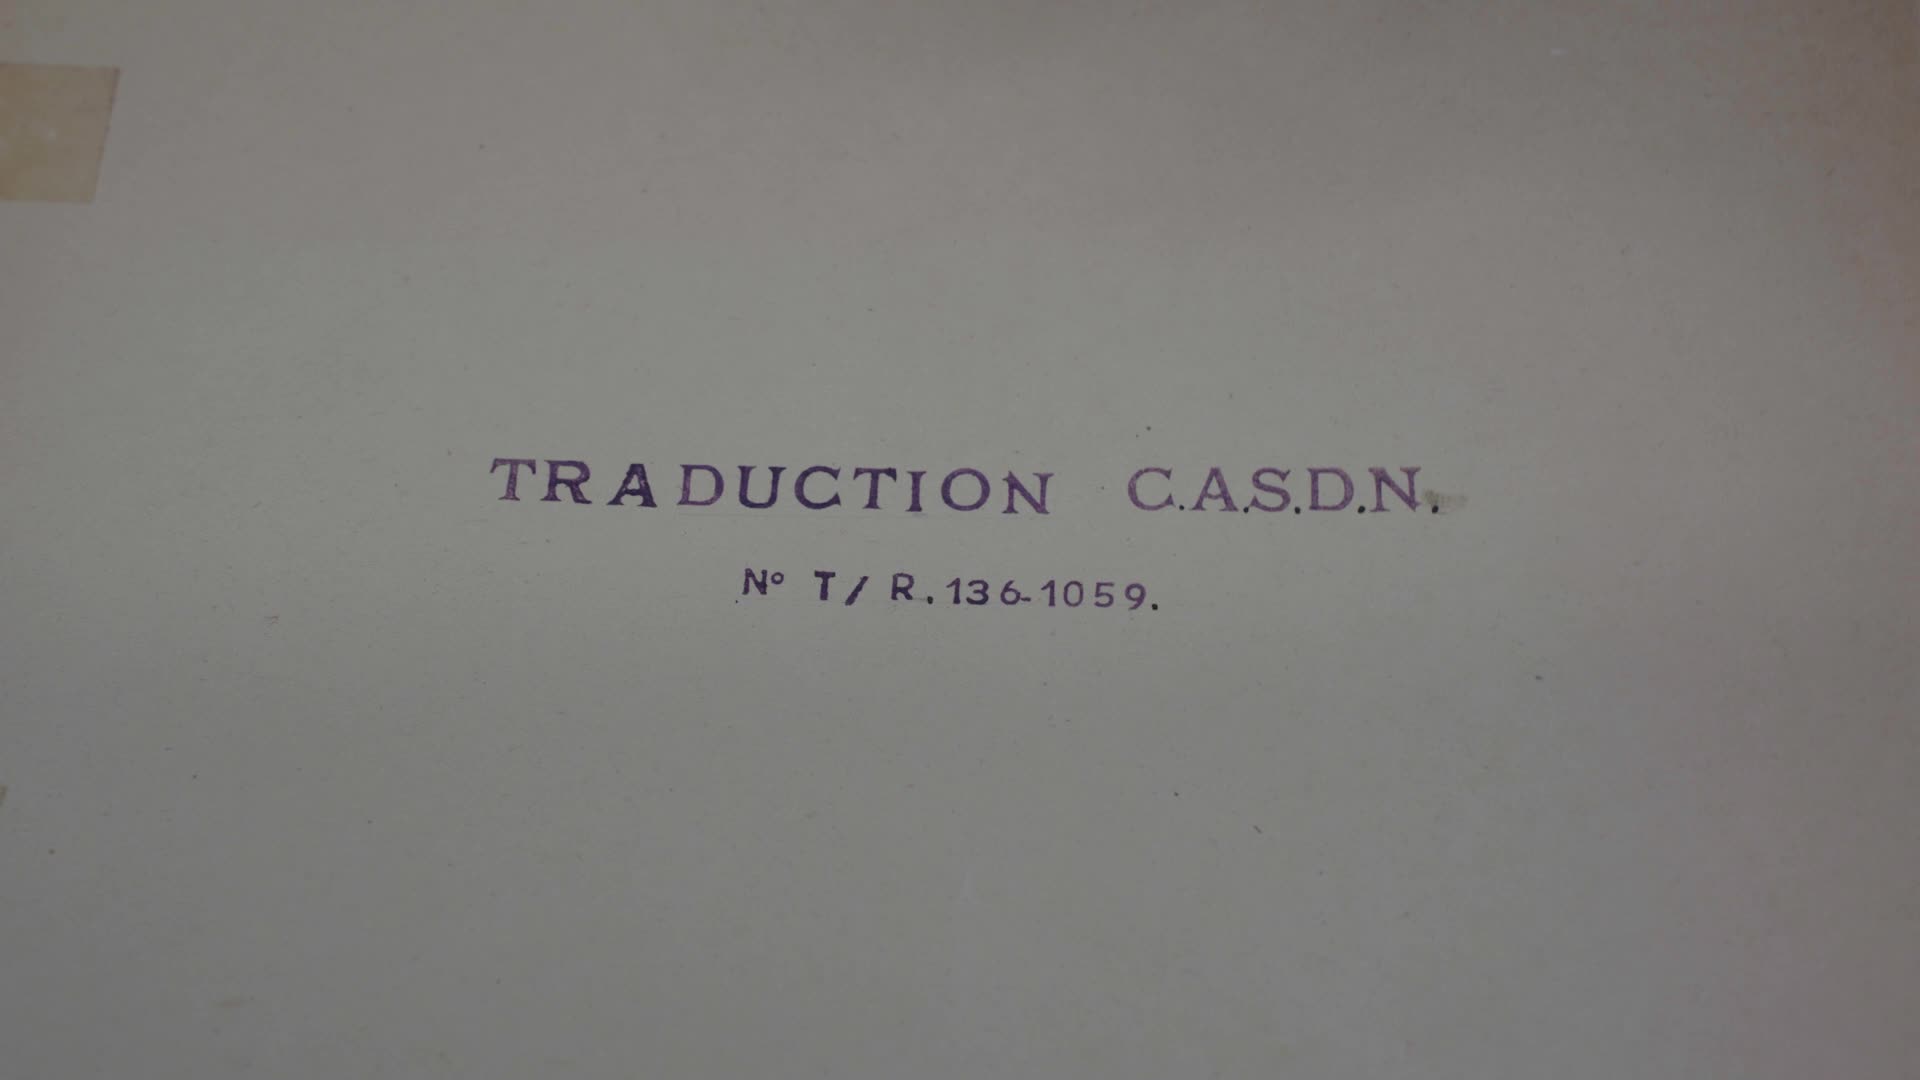 TRADUCTION C.A.S.D.N.
N° T/ R.136-1059.